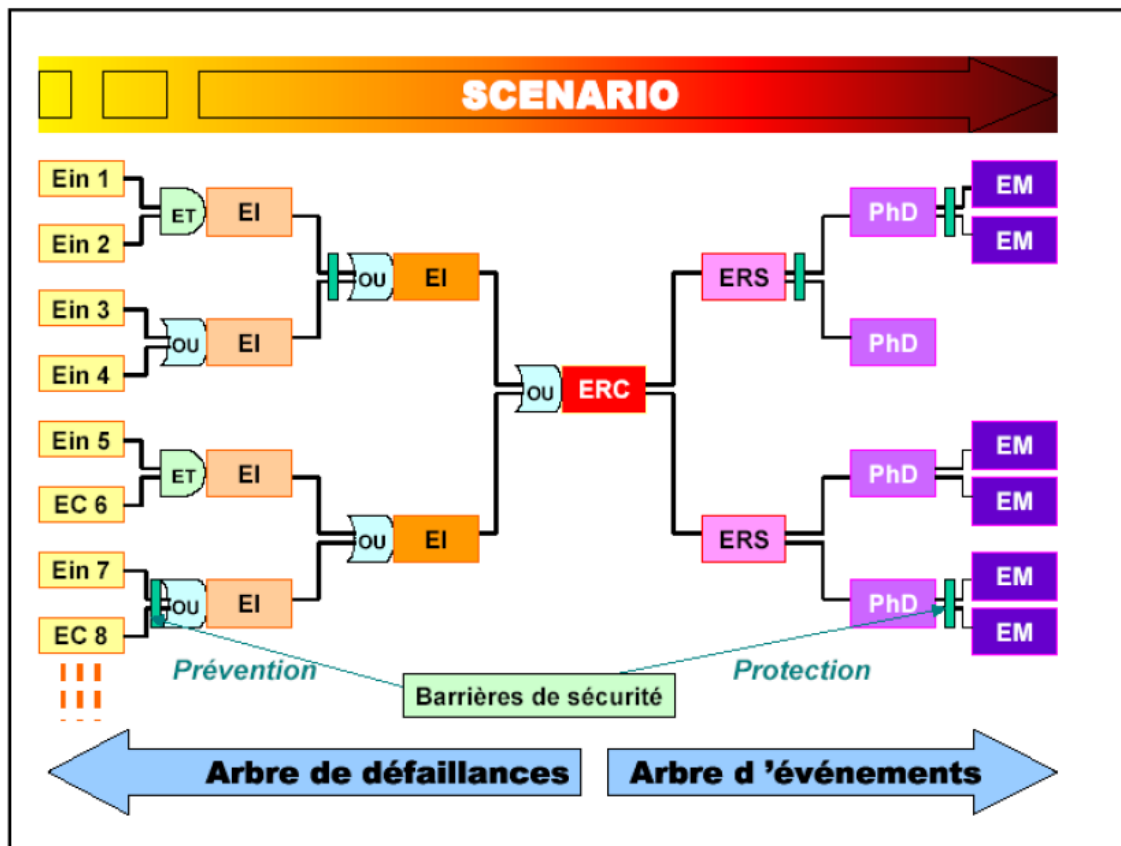 SCENARIO
Ein 1
Ein 2
ET
EI
Ein 3
Ein 4
OU
EI
OU
EI
Ein 5
EC 6
ET
EI
Ein 7
EC 8
OU
EI
OU
EI
OU
ERC
ERS
PhD
EM
EM
PhD
ERS
PhD
EM
EM
PhD
EM
EM
Prévention
Barrières de sécurité
Protection
Arbre de défaillances
Arbre d ’événements